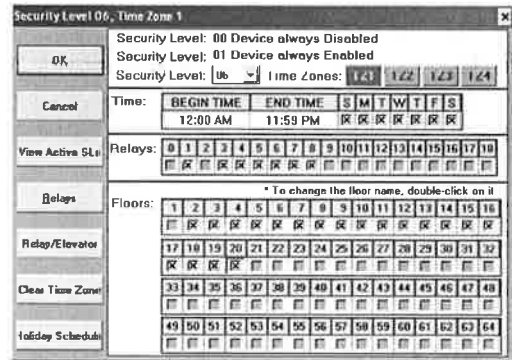 Security Level 06, Time Zone 1
OK
Cancel
View Active SLs
Relays
Relay/Elevator
Clear Time Zone
Holiday Schedule
Security Level: 00 Device always Disabled
Security Level: 01 Device always Enabled
Security Level: 06 Time Zones: TZ1 TZ2 TZ3 TZ4
Time: BEGIN TIME END TIME S M T W T F S
12:00 AM 11:59 PM
Relays: 0 1 2 3 4 5 6 7 8 9 10 11 12 13 14 15 16 17 18
* To change the floor name, double-click on it
Floors: 1 2 3 4 5 6 7 8 9 10 11 12 13 14 15 16
17 18 19 20 21 22 23 24 25 26 27 28 29 30 31 32
33 34 35 36 37 38 39 40 41 42 43 44 45 46 47 48
49 50 51 52 53 54 55 56 57 58 59 60 61 62 63 64